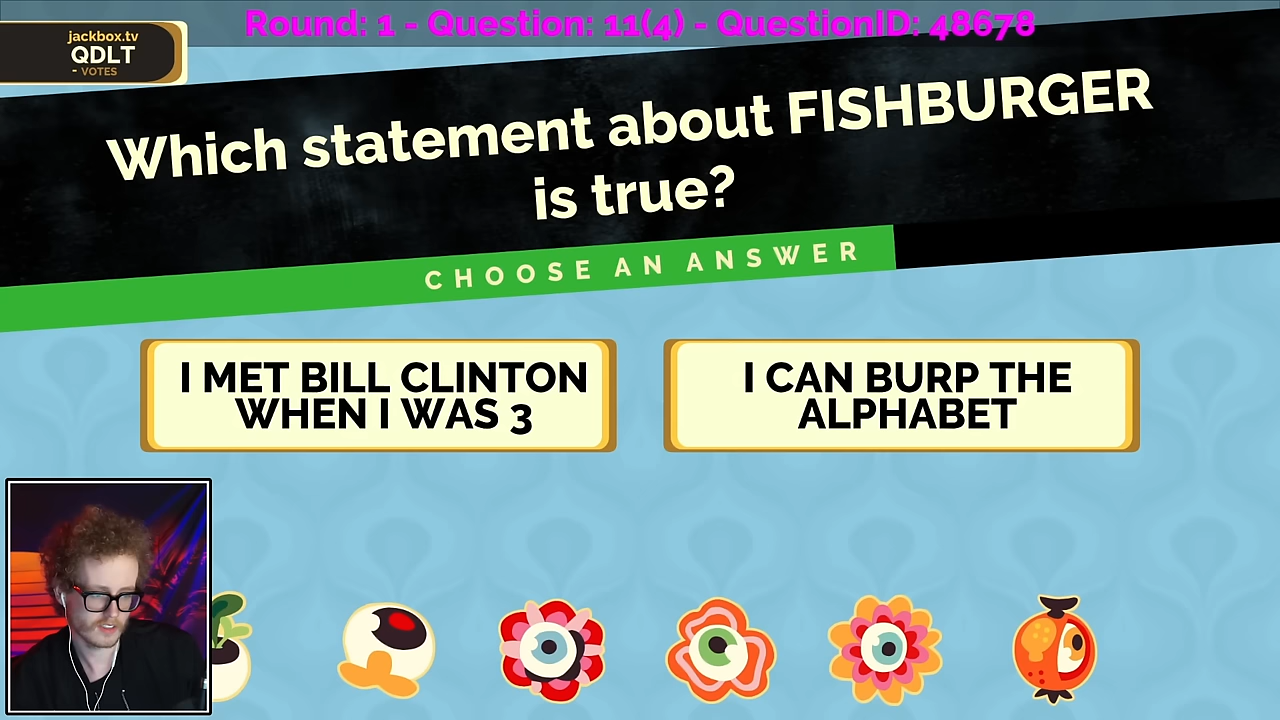 Round: 1 - Question: 11(4) - QuestionID: 48678
jackbox.tv
QDLT
- VOTES
Which statement about FISHBURGER
is true?
CHOOSE AN ANSWER
I MET BILL CLINTON
WHEN I WAS 3
I CAN BURP THE
ALPHABET